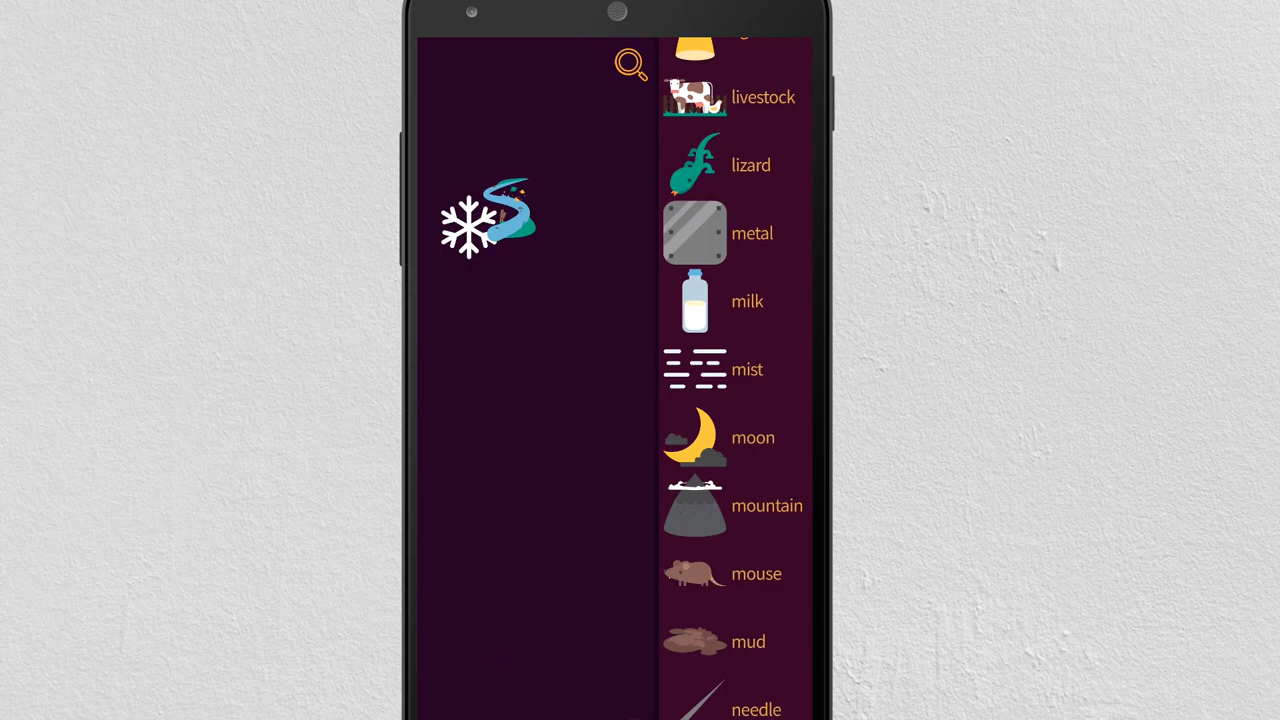 livestock
lizard
metal
milk
mist
moon
mountain
mouse
mud
needle